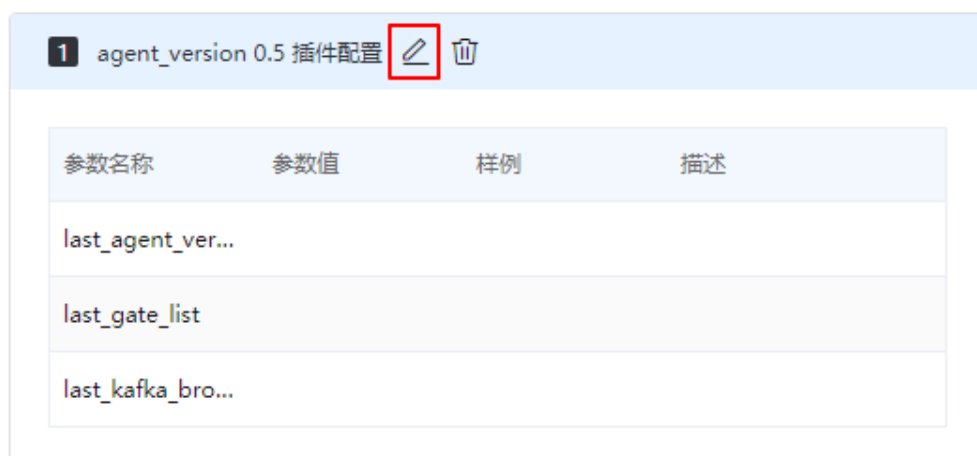 1 agent_version 0.5 插件配置
参数名称 参数值 样例 描述
last_agent_ver...
last_gate_list
last_kafka_bro...